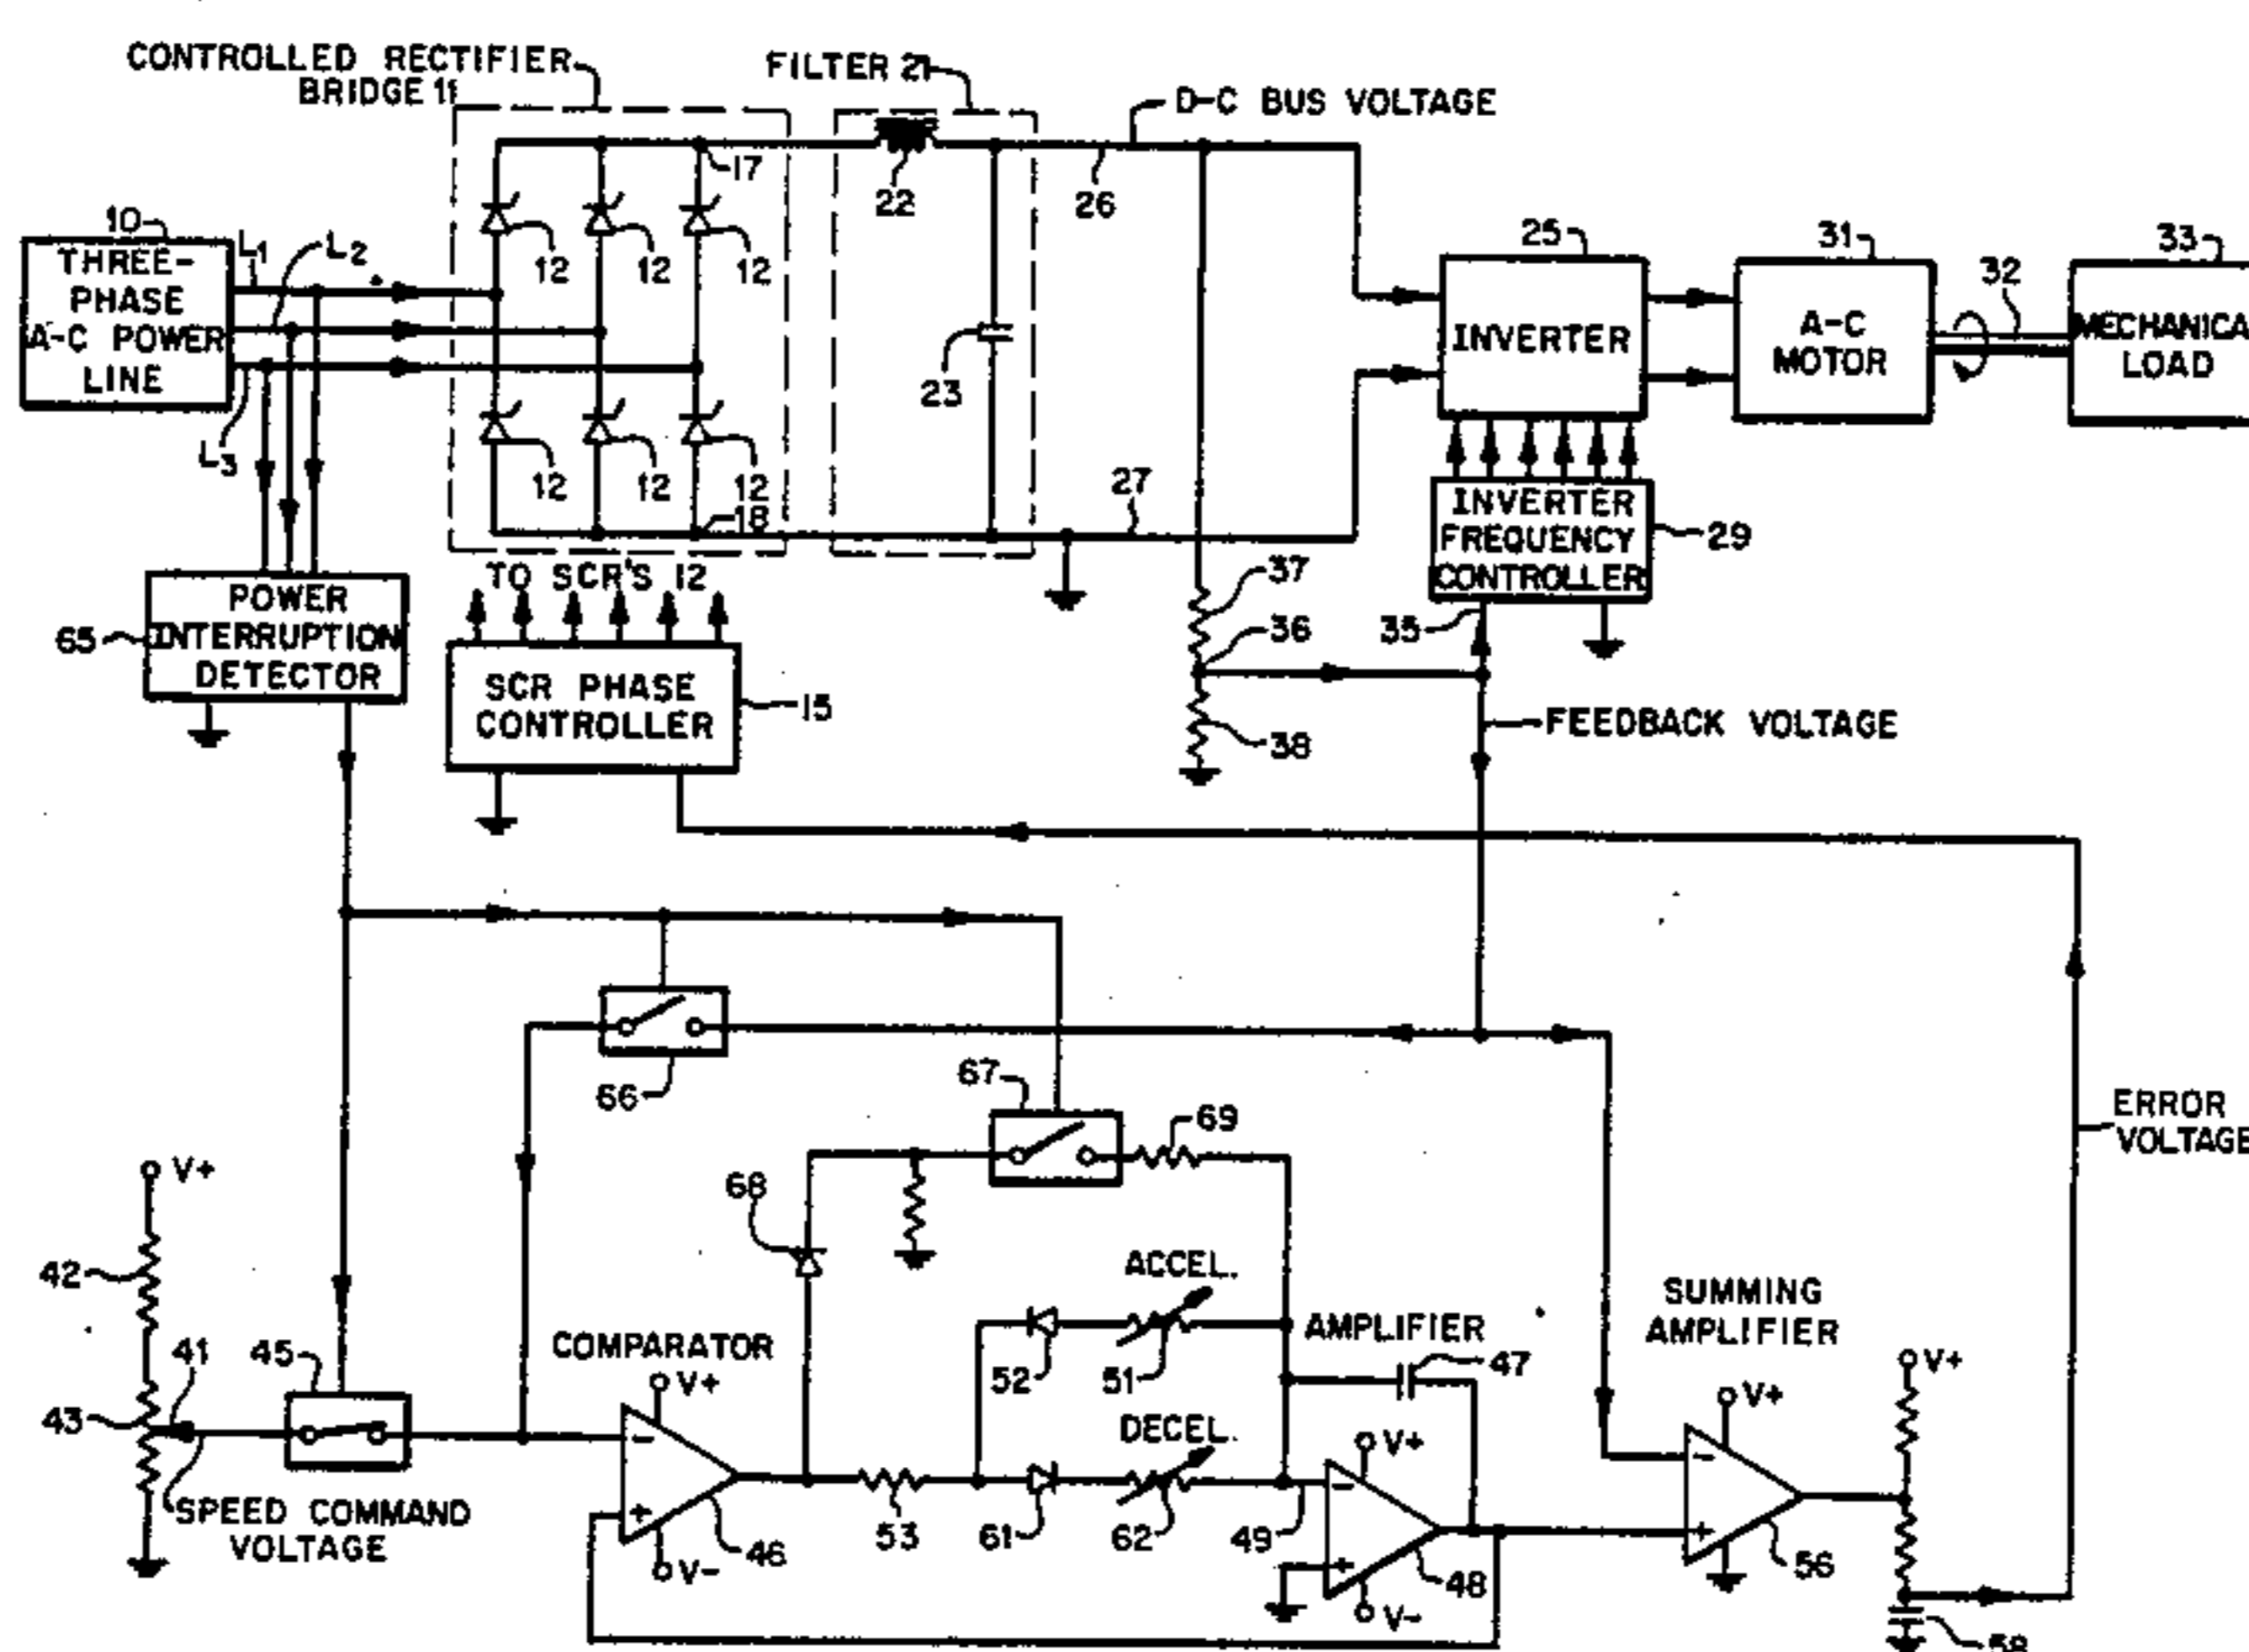 CONTROLLED RECTIFIER
BRIDGE 11
FILTER 21
D-C BUS VOLTAGE
17
22
26
10
THREE-
PHASE
A-C POWER
LINE
L1
L2
L3
12
12
12
12
12
12
18
23
27
25
INVERTER
31
A-C
MOTOR
32
33
MECHANICA
LOAD
INVERTER
FREQUENCY
CONTROLLER
29
35
37
36
38
FEEDBACK VOLTAGE
TO SCR'S 12
65
POWER
INTERRUPTION
DETECTOR
SCR PHASE
CONTROLLER
15
66
67
69
68
ERROR
VOLTAGE
V+
42
41
43
45
SPEED COMMAND
VOLTAGE
COMPARATOR
V+
V-
46
53
ACCEL.
52
51
DECEL.
61
62
49
AMPLIFIER
47
V+
V-
48
SUMMING
AMPLIFIER
V+
56
V+
58